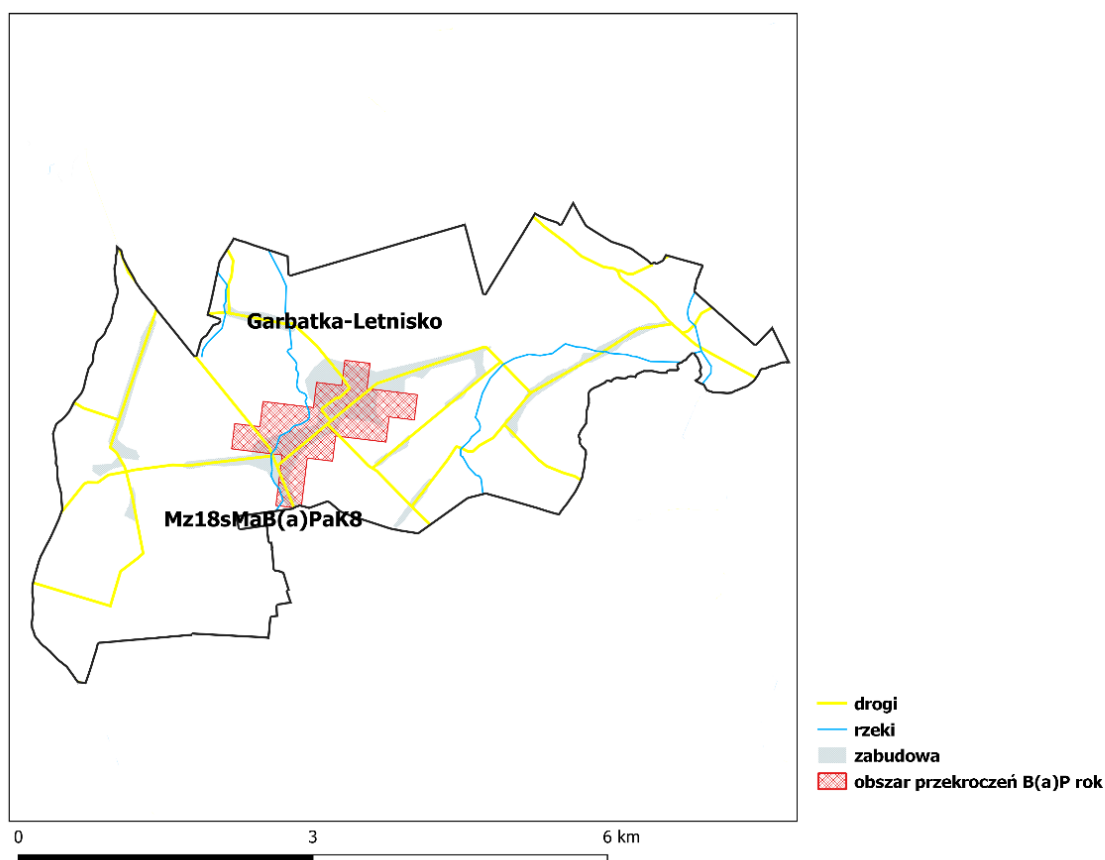 Garbatka-Letnisko
Mz18sMaB(a)PaK8
drogi
rzeki
zabudowa
obszar przekroczeń B(a)P rok
0 3 6 km